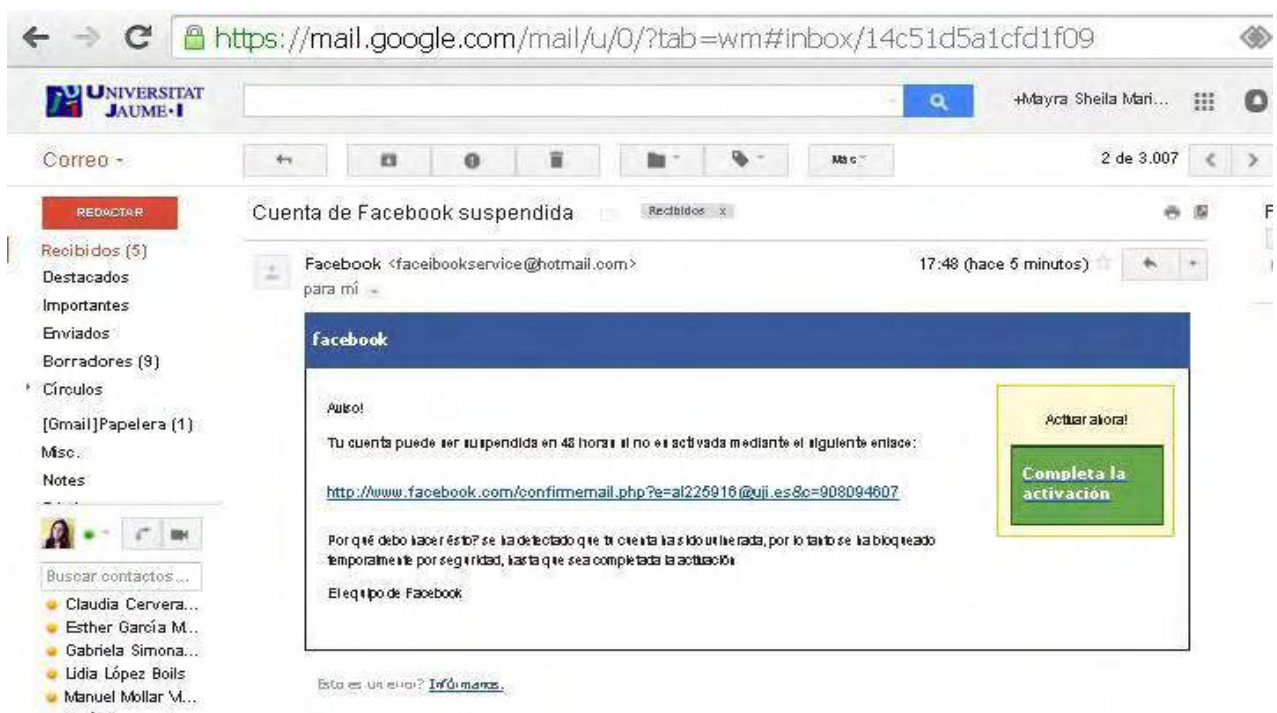 https://mail.google.com/mail/u/0/?tab=wm#inbox/14c51d5a1cfd1f09
UNIVERSITAT
JAUME·I
+Mayra Sheila Mari...
Correo
Más
2 de 3.007
REDACTAR
Cuenta de Facebook suspendida
Recibidos x
Recibidos (5)
Destacados
Importantes
Enviados
Borradores (9)
Círculos
[Gmail]Papelera (1)
Misc.
Notes
Facebook <faceibookservice@hotmail.com>
17:48 (hace 5 minutos)
para mí
facebook
Aviso!
Tu cuenta puede ser suspendida en 48 horas si no es activada mediante el siguiente enlace:
http://www.facebook.com/confirmemail.php?e=al225916@uji.es&c=908094607
Por qué debo hacer ésto? se ha detectado que tu cuenta ha sido vulnerada, por lo tanto se ha bloqueado
temporalmente por seguridad, hasta que sea completada la activación
El equipo de Facebook
Activar ahora!
Completa la
activación
Esto es un error? Infórmanos.
Buscar contactos...
Claudia Cervera...
Esther García M...
Gabriela Simona...
Lidia López Boils
Manuel Mollar V...